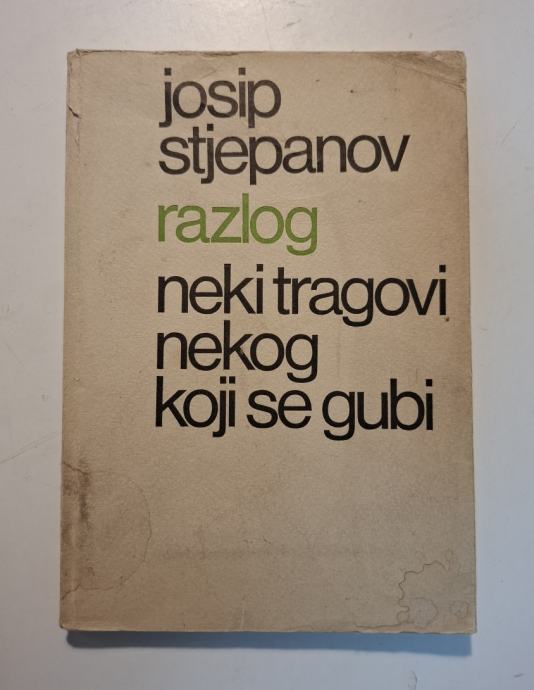 josip
stjepanov
razlog
neki tragovi
nekog
koji se gubi